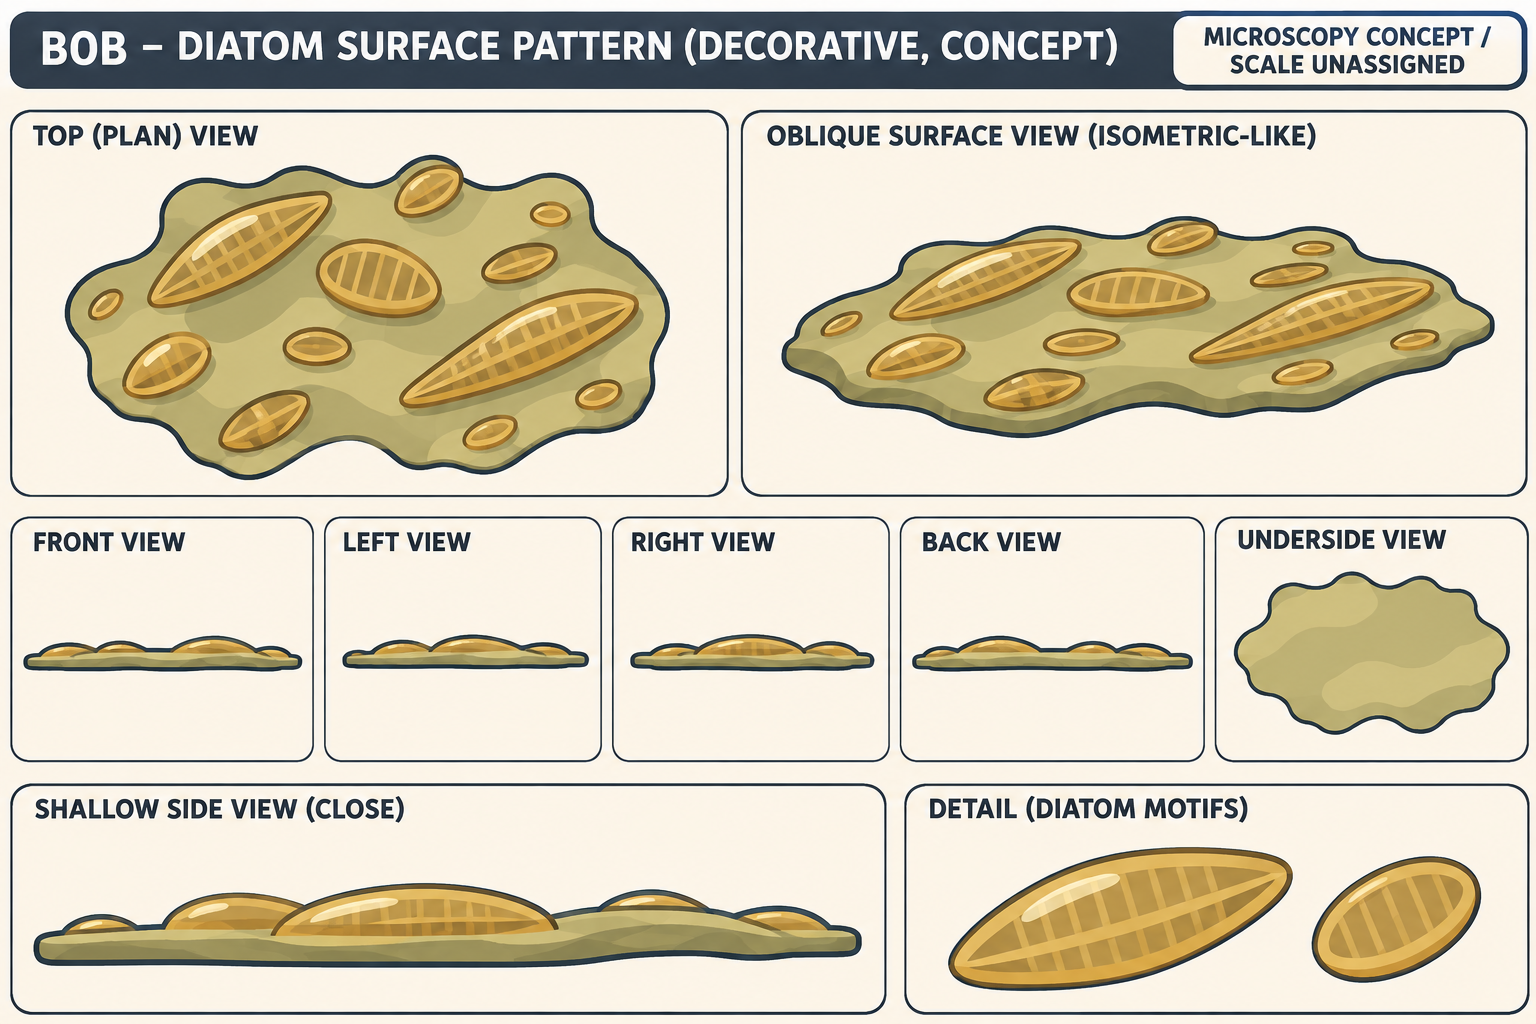 BOB – DIATOM SURFACE PATTERN (DECORATIVE, CONCEPT)
MICROSCOPY CONCEPT /
SCALE UNASSIGNED
TOP (PLAN) VIEW
OBLIQUE SURFACE VIEW (ISOMETRIC-LIKE)
FRONT VIEW
LEFT VIEW
RIGHT VIEW
BACK VIEW
UNDERSIDE VIEW
SHALLOW SIDE VIEW (CLOSE)
DETAIL (DIATOM MOTIFS)